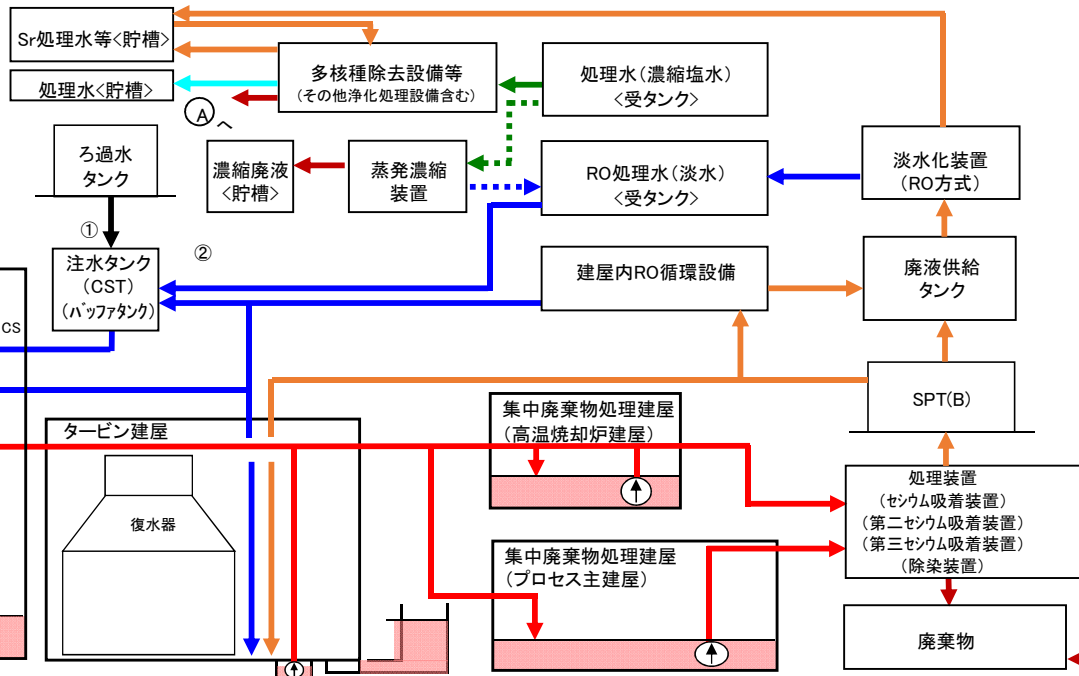 Sr処理水等<貯槽>
処理水<貯槽>
多核種除去設備等
(その他浄化処理設備含む)
処理水(濃縮塩水)
<受タンク>
A へ
ろ過水
タンク
濃縮廃液
<貯槽>
蒸発濃縮
装置
RO処理水(淡水)
<受タンク>
淡水化装置
(RO方式)
①
②
注水タンク
(CST)
(バッファタンク)
建屋内RO循環設備
廃液供給
タンク
CS
SPT(B)
タービン建屋
復水器
集中廃棄物処理建屋
(高温焼却炉建屋)
処理装置
(セシウム吸着装置)
(第二セシウム吸着装置)
(第三セシウム吸着装置)
(除染装置)
集中廃棄物処理建屋
(プロセス主建屋)
廃棄物